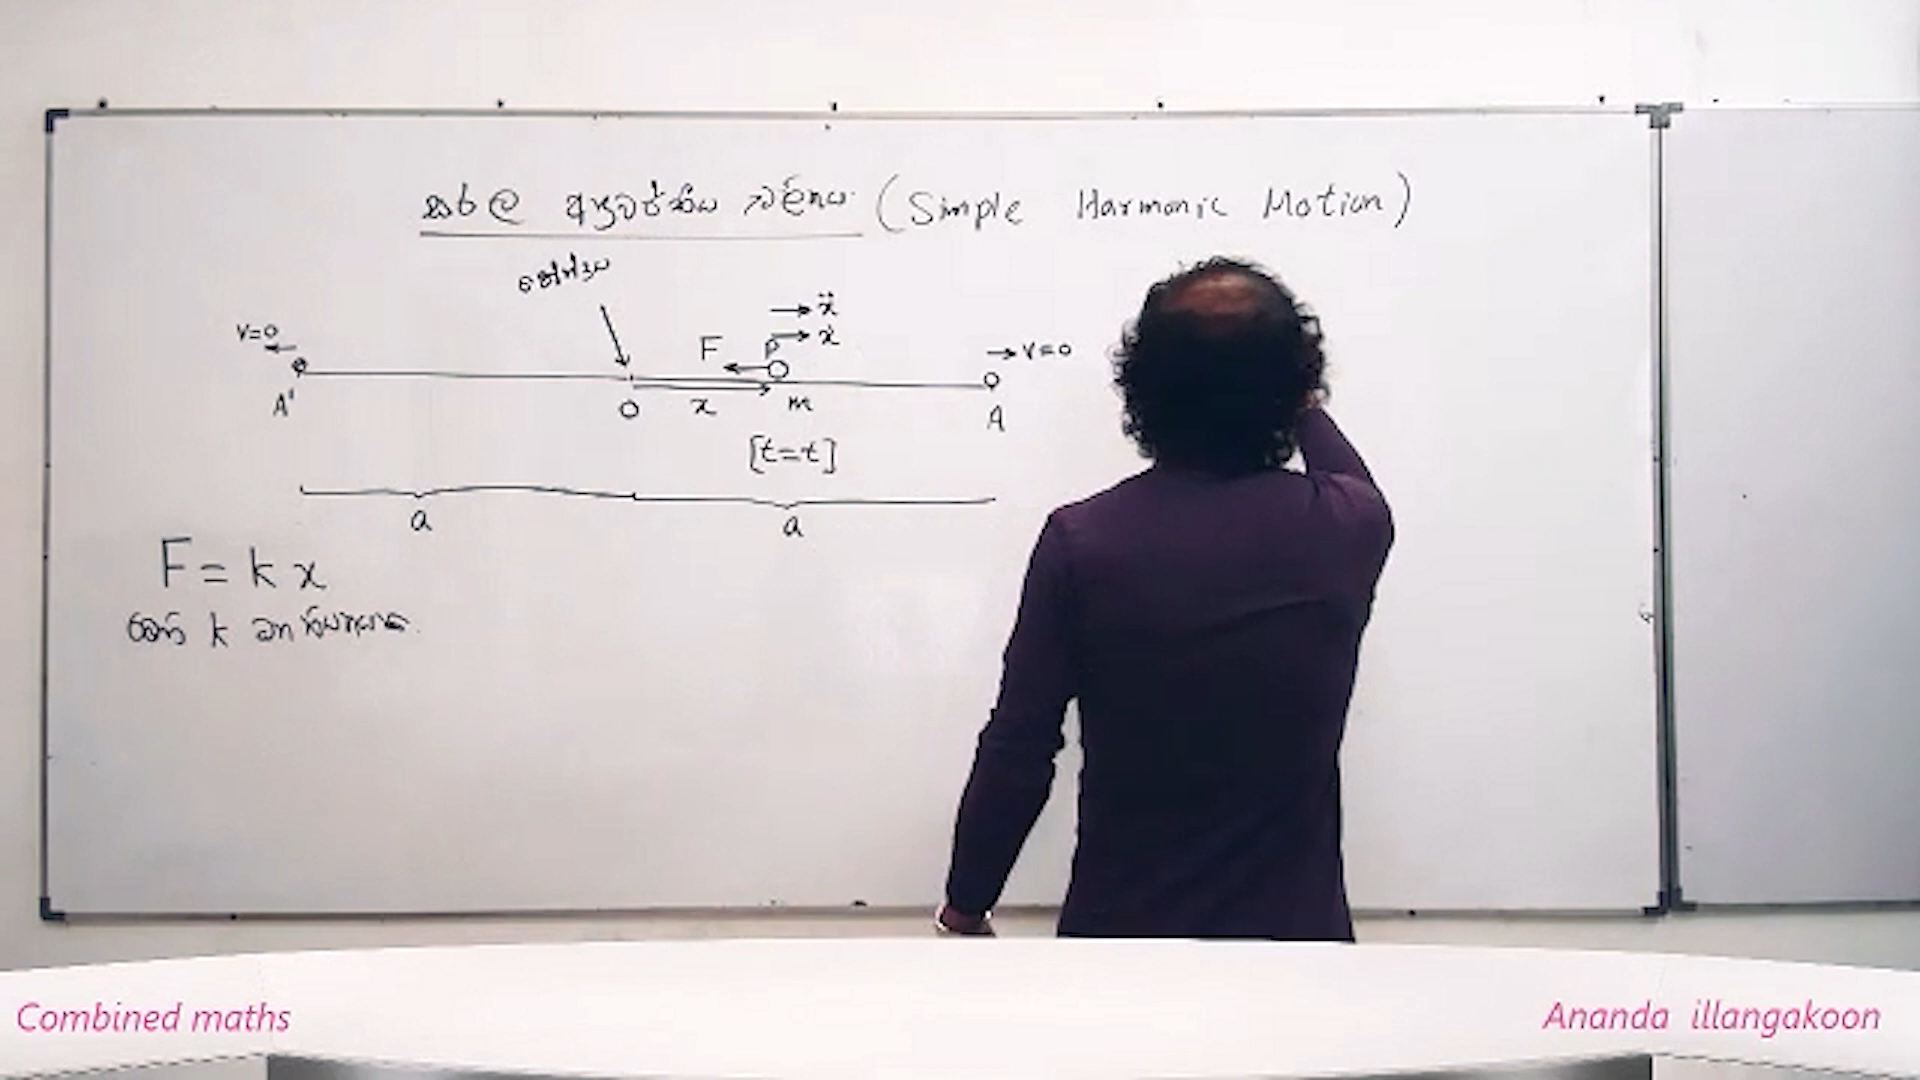 සරල අනුවර්තීය චලිතය (Simple Harmonic Motion)
කේන්ද්‍රය
ẍ
V=0 F P ẋ V=0
A' O x m A
[t=t]
a a
F = k x
මෙහි k නියතයකි.
Combined maths
Ananda illangakoon